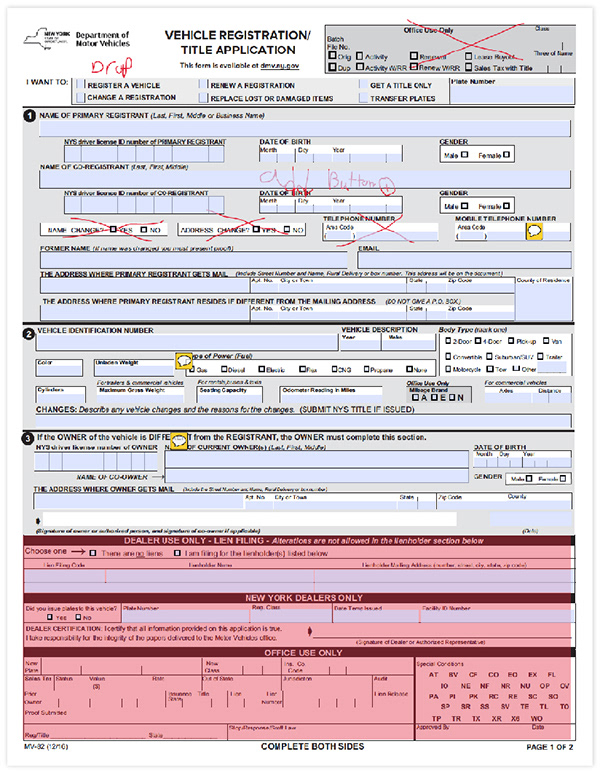 NEW YORK
STATE OF
OPPORTUNITY.
Department of
Motor Vehicles
VEHICLE REGISTRATION/
TITLE APPLICATION
This form is available at dmv.ny.gov
Office Use Only
Class
Batch
File No.
Orig Activity Renewal Lease Buyout Three of Name
Dup Activity W/RR Renew W/RR Sales Tax with Title
I WANT TO:
REGISTER A VEHICLE RENEW A REGISTRATION GET A TITLE ONLY Plate Number
CHANGE A REGISTRATION REPLACE LOST OR DAMAGED ITEMS TRANSFER PLATES
1 NAME OF PRIMARY REGISTRANT (Last, First, Middle or Business Name)
NYS driver license ID number of PRIMARY REGISTRANT DATE OF BIRTH GENDER
Month Day Year Male Female
NAME OF CO-REGISTRANT (Last, First, Middle)
Button
NYS driver license ID number of CO-REGISTRANT DATE OF BIRTH GENDER
Month Day Year Male Female
NAME CHANGE? YES NO ADDRESS CHANGE? YES NO TELEPHONE NUMBER MOBILE TELEPHONE NUMBER
Area Code Area Code
( ) ( )
FORMER NAME (If name was changed you must present proof) EMAIL
THE ADDRESS WHERE PRIMARY REGISTRANT GETS MAIL (Include Street Number and Name, Rural Delivery or box number. This address will be on the document)
Apt. No. City or Town State Zip Code County of Residence
THE ADDRESS WHERE PRIMARY REGISTRANT RESIDES IF DIFFERENT FROM THE MAILING ADDRESS (DO NOT GIVE A P.O. BOX.)
Apt. No. City or Town State Zip Code
2 VEHICLE IDENTIFICATION NUMBER VEHICLE DESCRIPTION Body Type (mark one)
Year Make
2-Door 4-Door Pick-up Van
Convertible Suburban/SUV Trailer
Motorcycle Tow Other
Color Unladen Weight Type of Power (Fuel)
Gas Diesel Electric Flex CNG Propane None
For trailers & commercial vehicles Office Use Only For commercial vehicles
Cylinders Maximum Gross Weight Seating Capacity Odometer Reading in Miles Mileage Brand Axles Distance
A E N
CHANGES: Describe any vehicle changes and the reasons for the changes. (SUBMIT NYS TITLE IF ISSUED)
3 If the OWNER of the vehicle is from the REGISTRANT, the OWNER must complete this section.
NYS driver license number of OWNER OF CURRENT OWNER(s) (Last, First, Middle) DATE OF BIRTH
Month Day Year
NAME OF CO-OWNER GENDER Male Female
THE ADDRESS WHERE OWNER GETS MAIL (Include the Street Number and Name, Rural Delivery or box number)
Apt. No. City or Town State Zip Code County
(Signature of owner or authorized person, and signature of co-owner if applicable) (Date)
DEALER USE ONLY - LIEN FILING - Alterations are not allowed in the lienholder section below
Choose one There are no liens I am filing for the lienholder(s) listed below
Lien Filing Code Lienholder Name Lienholder Mailing Address (number, street, city, state, zip code)
NEW YORK DEALERS ONLY
Did you issue plates to this vehicle? Plate Number Reg. Class Date Temp Issued Facility ID Number
YES NO
DEALER CERTIFICATION: I certify that all information provided on this application is true.
I take responsibility for the integrity of the papers delivered to the Motor Vehicles office.
(Signature of Dealer or Authorized Representative)
OFFICE USE ONLY
New Plate New Class Ins. Co. Code Special Conditions
Sales Tax Status Value ($) Rate Out of State Jurisdiction Audit
Prior Owner Issuance State Title Lien Number Lien Lien Release
Proof Submitted
AT SV CF CO EO EX FL
IO NE NF NR NU OP OV
PA PI PK RC RE SC SO
SP SR SS SV TE TL TO
TP TR TX XR X6 WO
Approved By Date
Reg/Title State
MV-82 (12/16) COMPLETE BOTH SIDES PAGE 1 OF 2